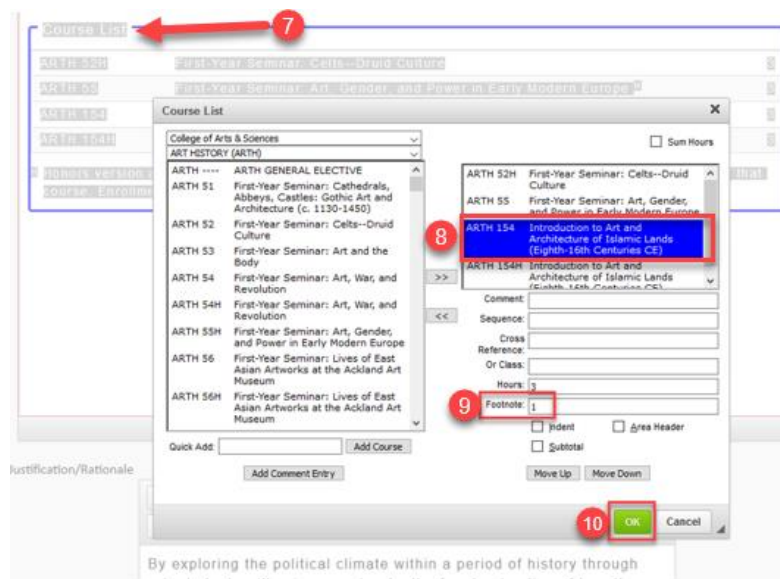 Course List
7
ARTH 52H First-Year Seminar: Celts--Druid Culture
ARTH 55 First-Year Seminar: Art, Gender, and Power in Early Modern Europe
ARTH 154
ARTH 154H
Honors version
that
course. Enrollme
Course List X
College of Arts & Sciences
Sum Hours
ART HISTORY (ARTH)
ARTH ---- ARTH GENERAL ELECTIVE
ARTH 51 First-Year Seminar: Cathedrals,
Abbeys, Castles: Gothic Art and
Architecture (c. 1130-1450)
ARTH 52 First-Year Seminar: Celts--Druid
Culture
ARTH 53 First-Year Seminar: Art and the
Body
ARTH 54 First-Year Seminar: Art, War, and
Revolution
ARTH 54H First-Year Seminar: Art, War, and
Revolution
ARTH 55H First-Year Seminar: Art, Gender,
and Power in Early Modern Europe
ARTH 56 First-Year Seminar: Lives of East
Asian Artworks at the Ackland Art
Museum
ARTH 56H First-Year Seminar: Lives of East
Asian Artworks at the Ackland Art
Museum
Quick Add: Add Course
Add Comment Entry
>>
<<
ARTH 52H First-Year Seminar: Celts--Druid
Culture
ARTH 55 First-Year Seminar: Art, Gender,
and Power in Early Modern Europe
8
ARTH 154 Introduction to Art and
Architecture of Islamic Lands
(Eighth-16th Centuries CE)
ARTH 154H Introduction to Art and
Architecture of Islamic Lands
(Eighth-16th Centuries CE)
Comment:
Sequence:
Cross
Reference:
Or Class:
Hours: 3
9
Footnote: 1
Indent Area Header
Subtotal
Move Up Move Down
10
OK Cancel
Justification/Rationale
By exploring the political climate within a period of history through